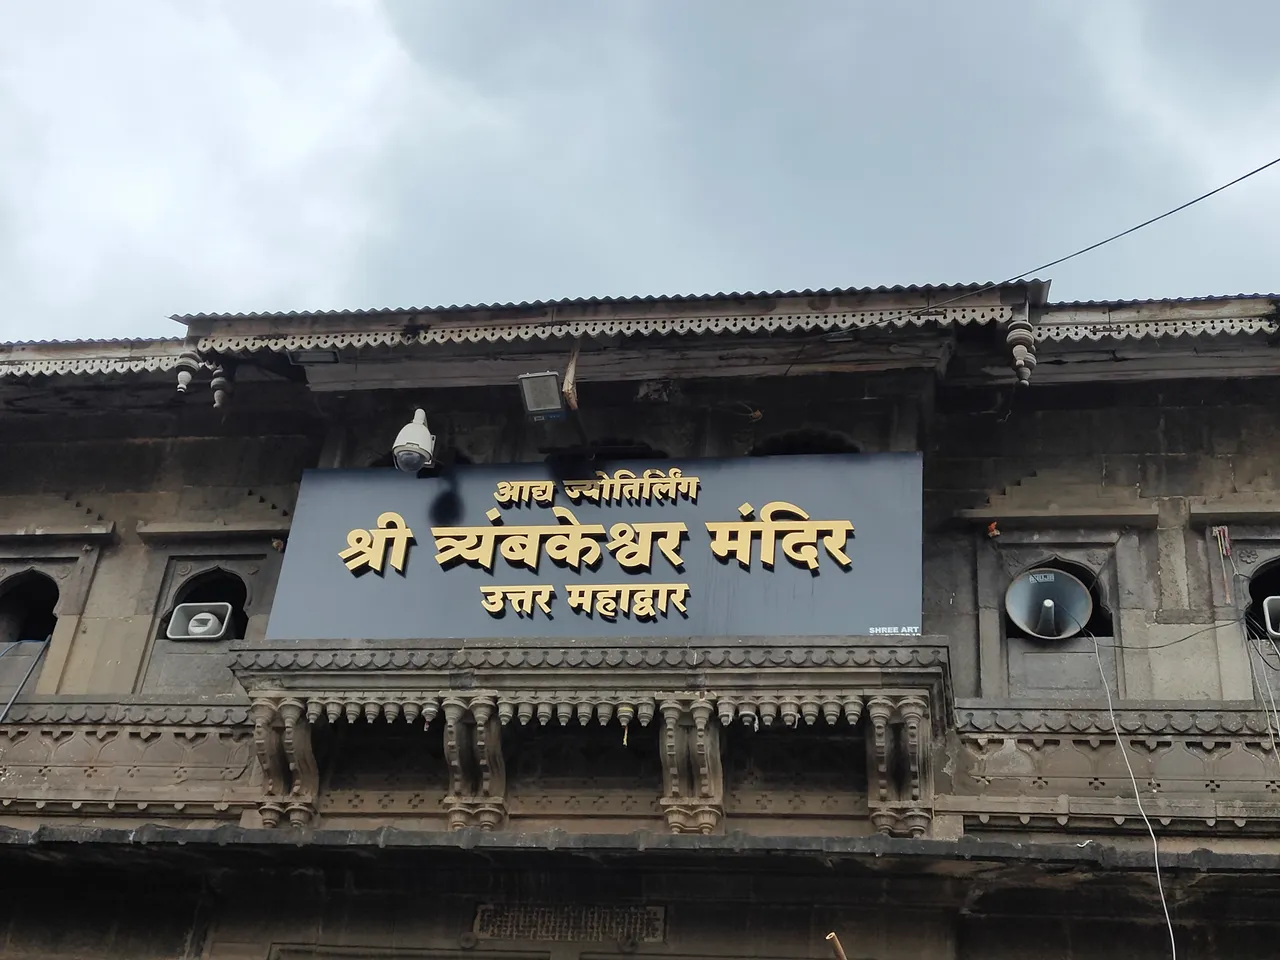 आद्य ज्योतिर्लिंग
श्री त्र्यंबकेश्वर मंदिर
उत्तर महाद्वार
SHREE ART